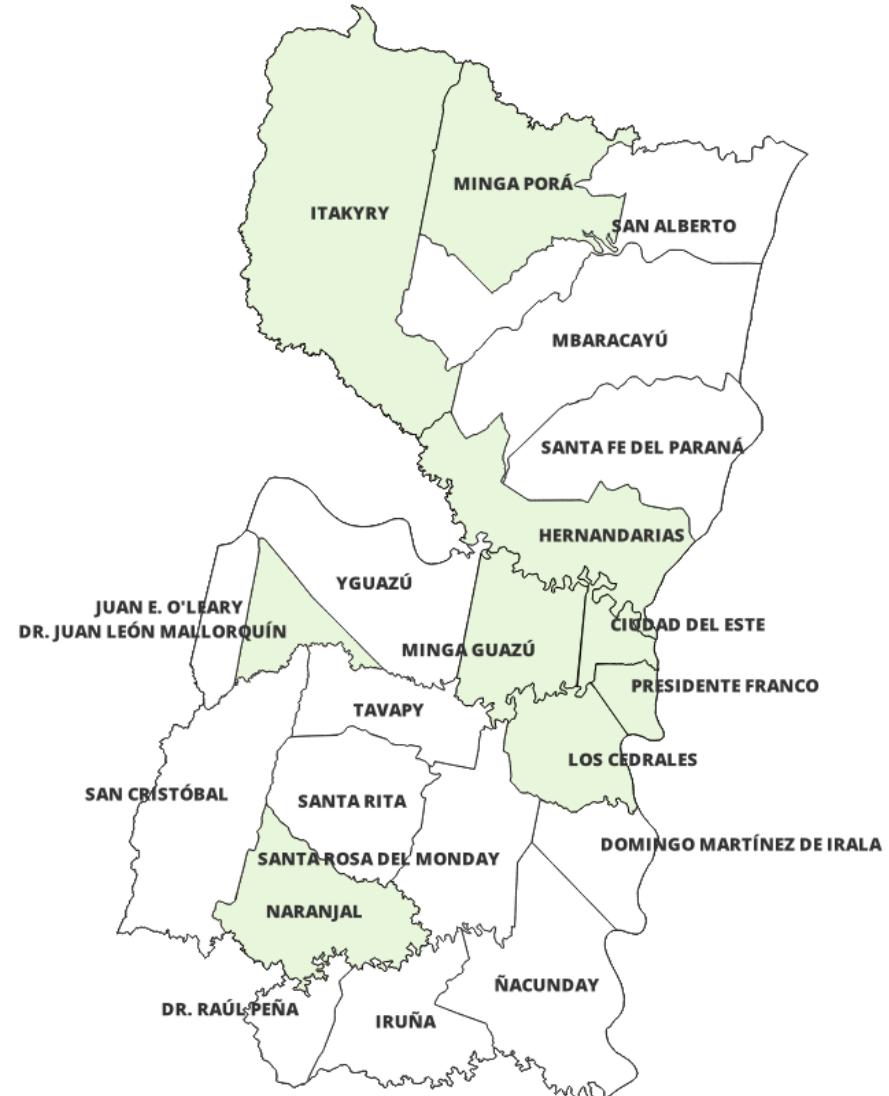 MINGA PORÁ
ITAKYRY
SAN ALBERTO
MBARACAYÚ
SANTA FE DEL PARANÁ
HERNANDARIAS
YGUAZÚ
JUAN E. O'LEARY
CIUDAD DEL ESTE
DR. JUAN LEÓN MALLORQUÍN
MINGA GUAZÚ
PRESIDENTE FRANCO
TAVAPY
LOS CEDRALES
SAN CRISTÓBAL
SANTA RITA
DOMINGO MARTÍNEZ DE IRALA
SANTA ROSA DEL MONDAY
NARANJAL
ÑACUNDAY
DR. RAÚL PEÑA
IRUÑA